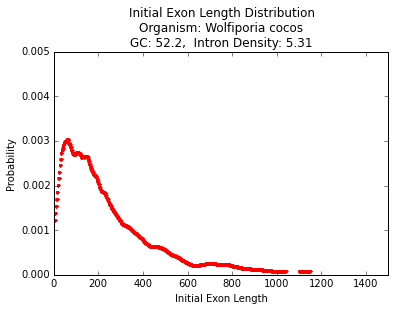 Initial Exon Length Distribution
Organism: Wolfiporia cocos
GC: 52.2,  Intron Density: 5.31
0.005
0.004
0.003
0.002
0.001
0.000
Probability
0
200
400
600
800
1000
1200
1400
Initial Exon Length